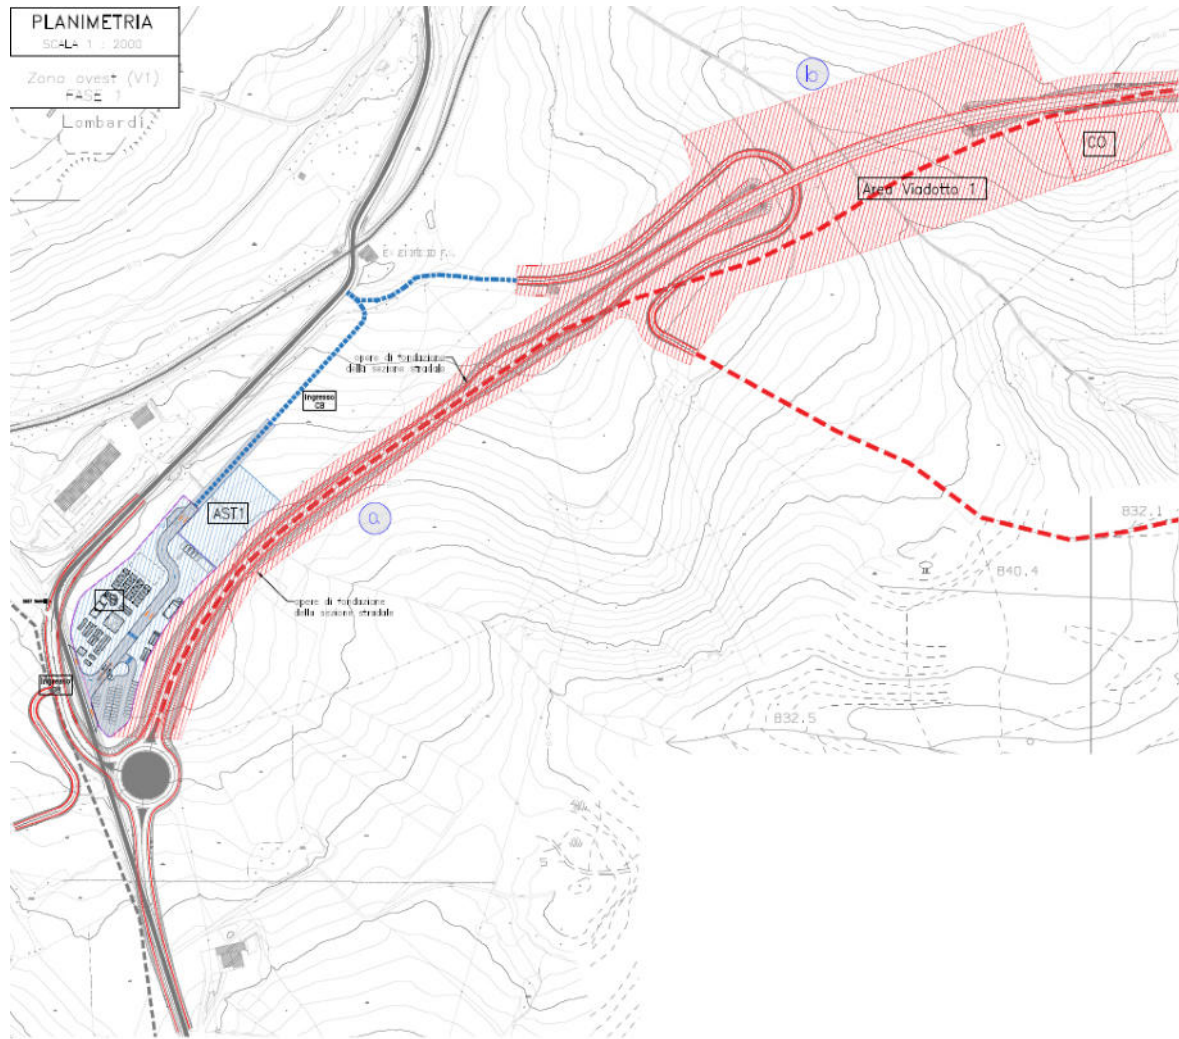 PLANIMETRIA
SCALA 1 : 2000
Zona ovest (V1)
FASE 1
Lombardi
b
CO
Area Viadotto 1
opere di fondazione
della sezione stradale
Ingresso
CB
AST1
a
832.1
840.4
opere di fondazione
della sezione stradale
Ingresso
832.5
5